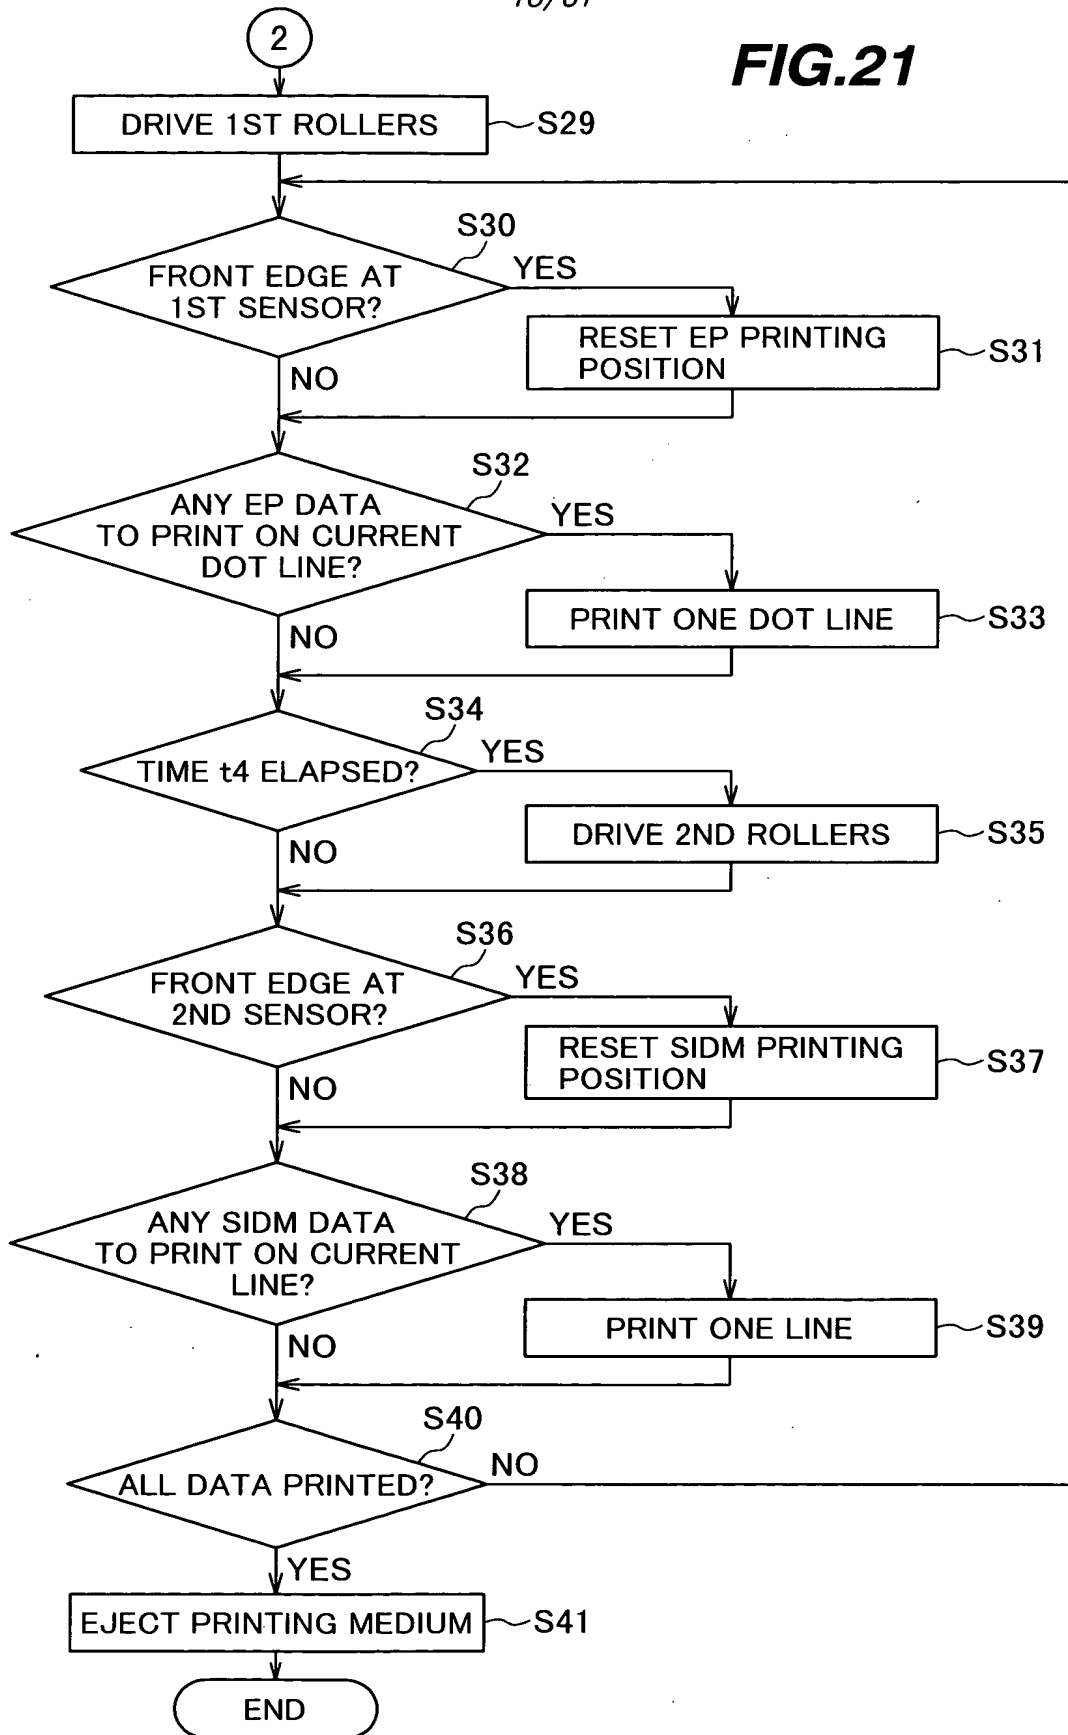 2
FIG.21
DRIVE 1ST ROLLERS
S29
S30
FRONT EDGE AT
1ST SENSOR?
YES
RESET EP PRINTING
POSITION
S31
NO
S32
ANY EP DATA
TO PRINT ON CURRENT
DOT LINE?
YES
PRINT ONE DOT LINE
S33
NO
S34
TIME t4 ELAPSED?
YES
DRIVE 2ND ROLLERS
S35
NO
S36
FRONT EDGE AT
2ND SENSOR?
YES
RESET SIDM PRINTING
POSITION
S37
NO
S38
ANY SIDM DATA
TO PRINT ON CURRENT
LINE?
YES
PRINT ONE LINE
S39
NO
S40
ALL DATA PRINTED?
NO
YES
EJECT PRINTING MEDIUM
S41
END